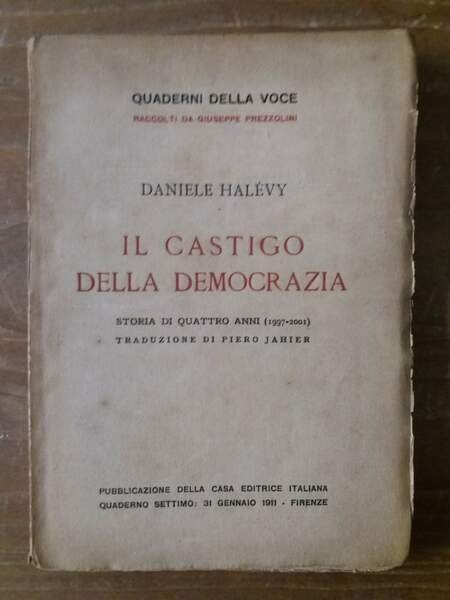 QUADERNI DELLA VOCE
RACCOLTI DA GIUSEPPE PREZZOLINI
DANIELE HALÉVY
IL CASTIGO
DELLA DEMOCRAZIA
STORIA DI QUATTRO ANNI (1997-2001)
TRADUZIONE DI PIERO JAHIER
PUBBLICAZIONE DELLA CASA EDITRICE ITALIANA
QUADERNO SETTIMO: 31 GENNAIO 1911 - FIRENZE